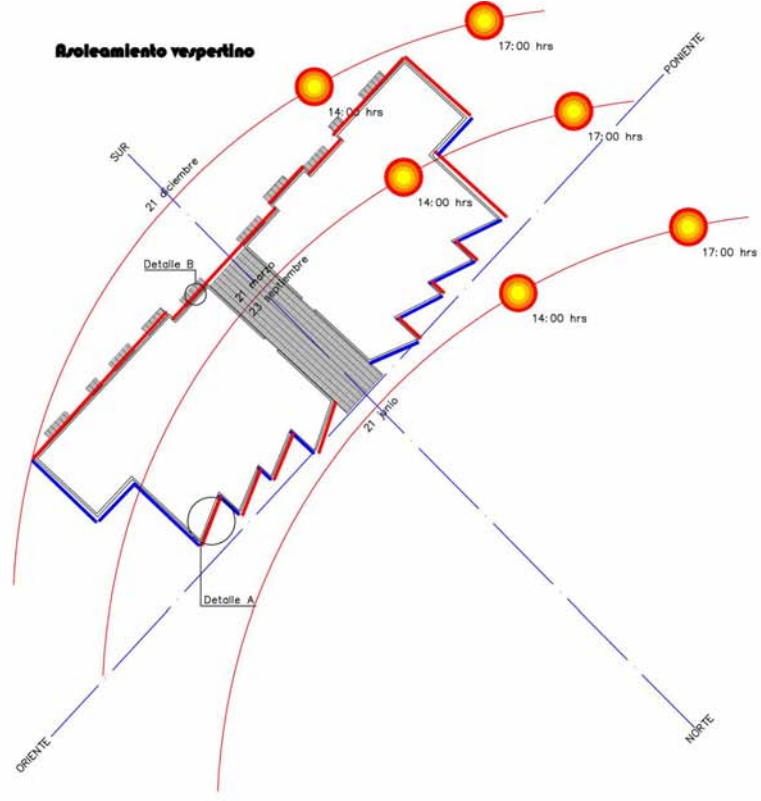 Asoleamiento vespertino
17:00 hrs
PONIENTE
14:00 hrs
17:00 hrs
SUR
21 diciembre
14:00 hrs
17:00 hrs
Detalle B
21 marzo
23 septiembre
14:00 hrs
21 junio
Detalle A
ORIENTE
NORTE